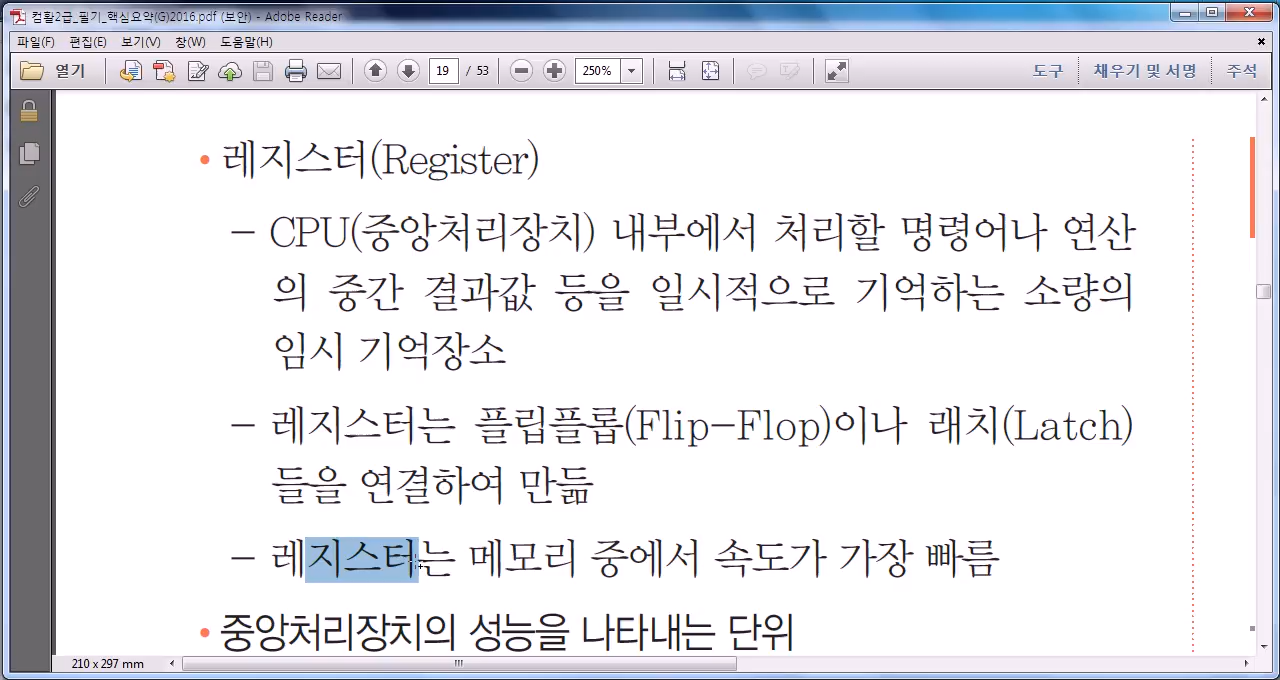 컴활2급_필기_핵심요약(G)2016.pdf (보안) - Adobe Reader
파일(F) 편집(E) 보기(V) 창(W) 도움말(H)
열기 19 / 53 250% 도구 채우기 및 서명 주석
• 레지스터(Register)
– CPU(중앙처리장치) 내부에서 처리할 명령어나 연산
의 중간 결과값 등을 일시적으로 기억하는 소량의
임시 기억장소
– 레지스터는 플립플롭(Flip-Flop)이나 래치(Latch)
들을 연결하여 만듦
– 레지스터는 메모리 중에서 속도가 가장 빠름
• 중앙처리장치의 성능을 나타내는 단위
210 x 297 mm